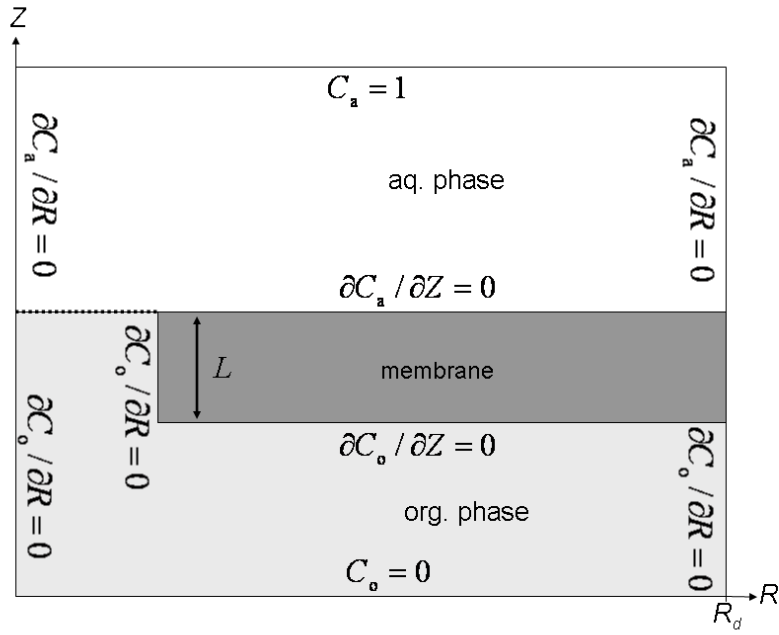 Z
C_a = 1
∂C_a / ∂R = 0
∂C_a / ∂R = 0
aq. phase
∂C_a / ∂Z = 0
∂C_o / ∂R = 0
L
membrane
∂C_o / ∂R = 0
∂C_o / ∂Z = 0
∂C_o / ∂R = 0
org. phase
C_o = 0
R
R_d